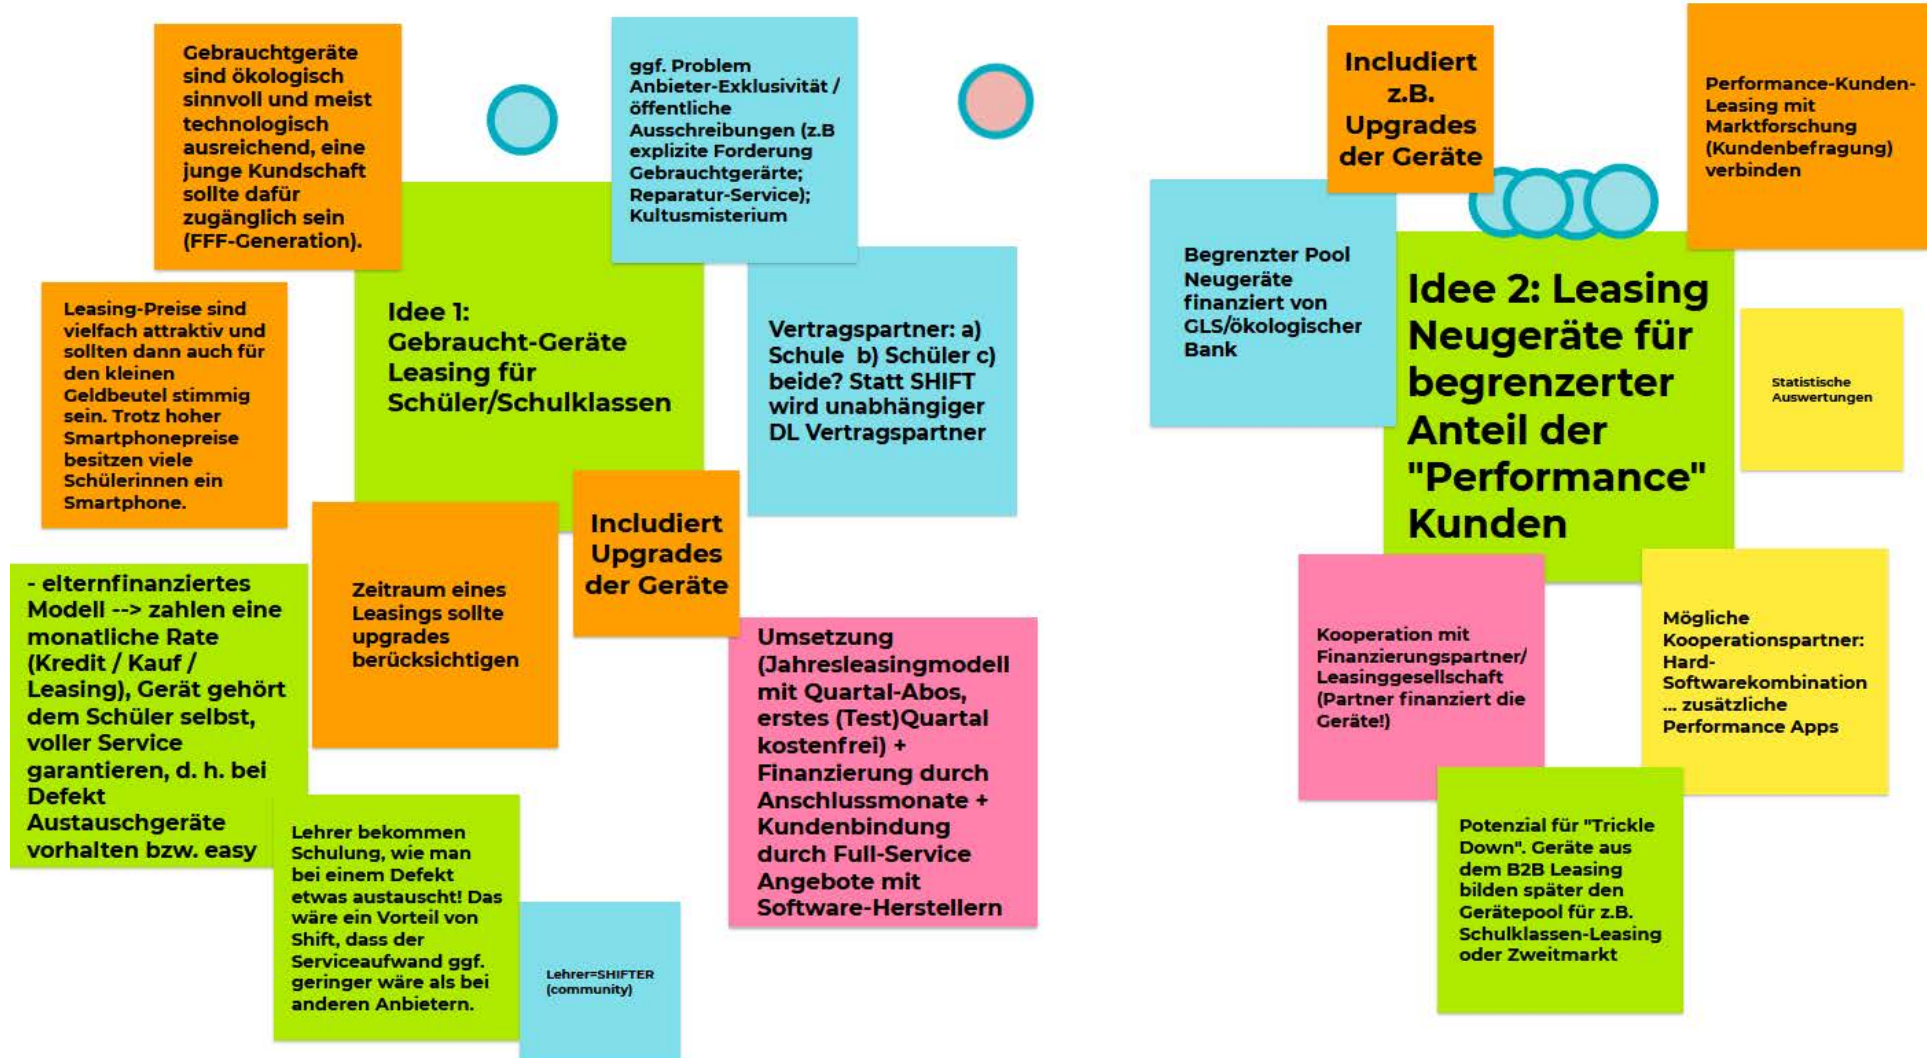 Gebrauchtgeräte
sind ökologisch
sinnvoll und meist
technologisch
ausreichend, eine
junge Kundschaft
sollte dafür
zugänglich sein
(FFF-Generation).
ggf. Problem
Anbieter-Exklusivität /
öffentliche
Ausschreibungen (z.B
explizite Forderung
Gebrauchtgerärte;
Reparatur-Service);
Kultusmisterium
Leasing-Preise sind
vielfach attraktiv und
sollten dann auch für
den kleinen
Geldbeutel stimmig
sein. Trotz hoher
Smartphonepreise
besitzen viele
Schülerinnen ein
Smartphone.
Idee 1:
Gebraucht-Geräte
Leasing für
Schüler/Schulklassen
Vertragspartner: a)
Schule b) Schüler c)
beide? Statt SHIFT
wird unabhängiger
DL Vertragspartner
- elternfinanziertes
Modell --> zahlen eine
monatliche Rate
(Kredit / Kauf /
Leasing), Gerät gehört
dem Schüler selbst,
voller Service
garantieren, d. h. bei
Defekt
Austauschgeräte
vorhalten bzw. easy
Zeitraum eines
Leasings sollte
upgrades
berücksichtigen
Includiert
Upgrades
der Geräte
Umsetzung
(Jahresleasingmodell
mit Quartal-Abos,
erstes (Test)Quartal
kostenfrei) +
Finanzierung durch
Anschlussmonate +
Kundenbindung
durch Full-Service
Angebote mit
Software-Herstellern
Lehrer bekommen
Schulung, wie man
bei einem Defekt
etwas austauscht! Das
wäre ein Vorteil von
Shift, dass der
Serviceaufwand ggf.
geringer wäre als bei
anderen Anbietern.
Lehrer=SHIFTER
(community)
Includiert
z.B.
Upgrades
der Geräte
Performance-Kunden-
Leasing mit
Marktforschung
(Kundenbefragung)
verbinden
Begrenzter Pool
Neugeräte
finanziert von
GLS/ökologischer
Bank
Idee 2: Leasing
Neugeräte für
begrenzerter
Anteil der
"Performance"
Kunden
Statistische
Auswertungen
Kooperation mit
Finanzierungspartner/
Leasinggesellschaft
(Partner finanziert die
Geräte!)
Mögliche
Kooperationspartner:
Hard-
Softwarekombination
... zusätzliche
Performance Apps
Potenzial für "Trickle
Down". Geräte aus
dem B2B Leasing
bilden später den
Gerätepool für z.B.
Schulklassen-Leasing
oder Zweitmarkt